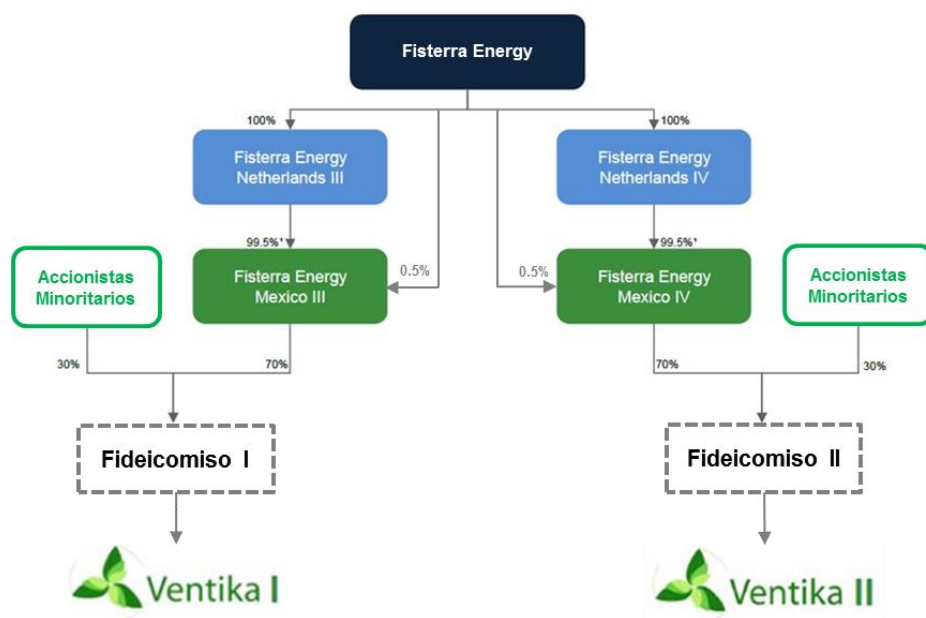 Fisterra Energy
100%
100%
Fisterra Energy
Netherlands III
Fisterra Energy
Netherlands IV
99.5%¹
99.5%¹
Accionistas
Minoritarios
Fisterra Energy
Mexico III
0.5%
0.5%
Fisterra Energy
Mexico IV
Accionistas
Minoritarios
30%
70%
70%
30%
Fideicomiso I
Fideicomiso II
Ventika I
Ventika II